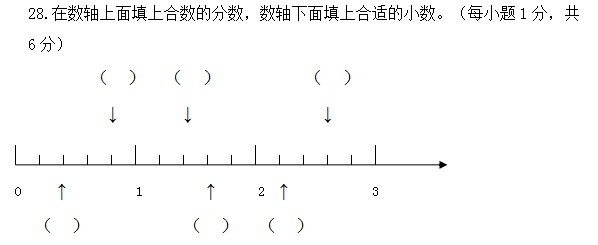 28.在数轴上面填上合数的分数，数轴下面填上合适的小数。（每小题1分，共
6分）
（ ） （ ） （ ）
↓ ↓ ↓
0 ↑ 1 ↑ 2 ↑ 3
（ ） （ ） （ ）